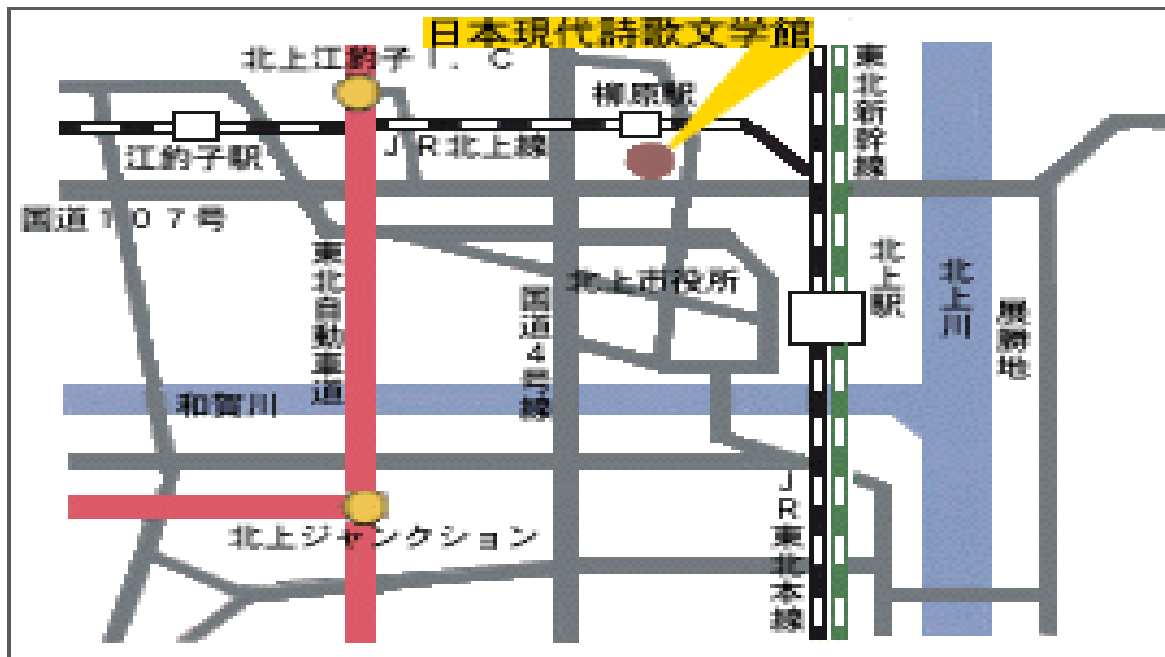 日本現代詩歌文学館
北上江釣子Ｉ．Ｃ
柳原駅
東北新幹線
江釣子駅
ＪＲ北上線
国道１０７号
東北自動車道
国道４号線
北上市役所
北上駅
北上川
展勝地
和賀川
北上ジャンクション
ＪＲ東北本線